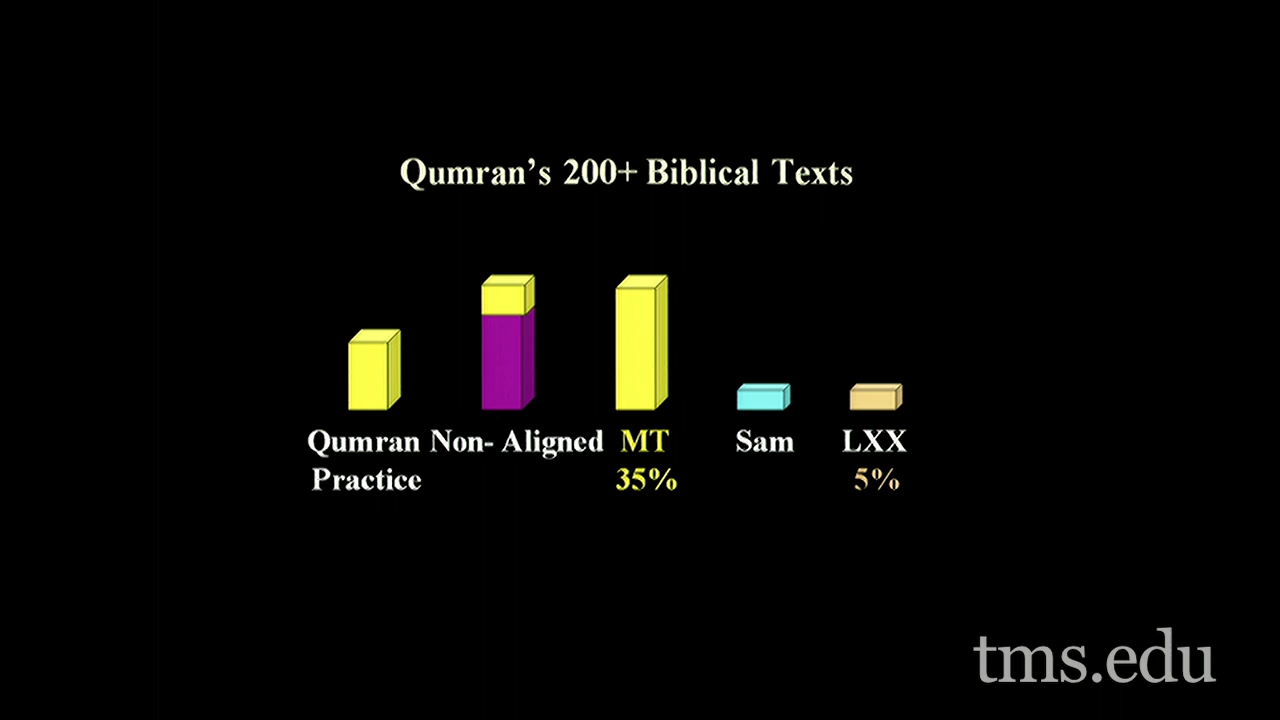 Qumran’s 200+ Biblical Texts
Qumran Non- Aligned MT Sam LXX
Practice 35% 5%
tms.edu